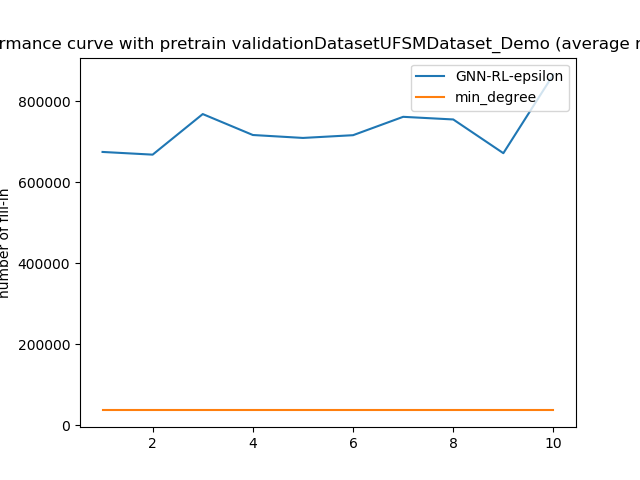 rmance curve with pretrain validationDatasetUFSMDataset_Demo (average r
GNN-RL-epsilon
min_degree
number of fill-in
800000
600000
400000
200000
0
2
4
6
8
10